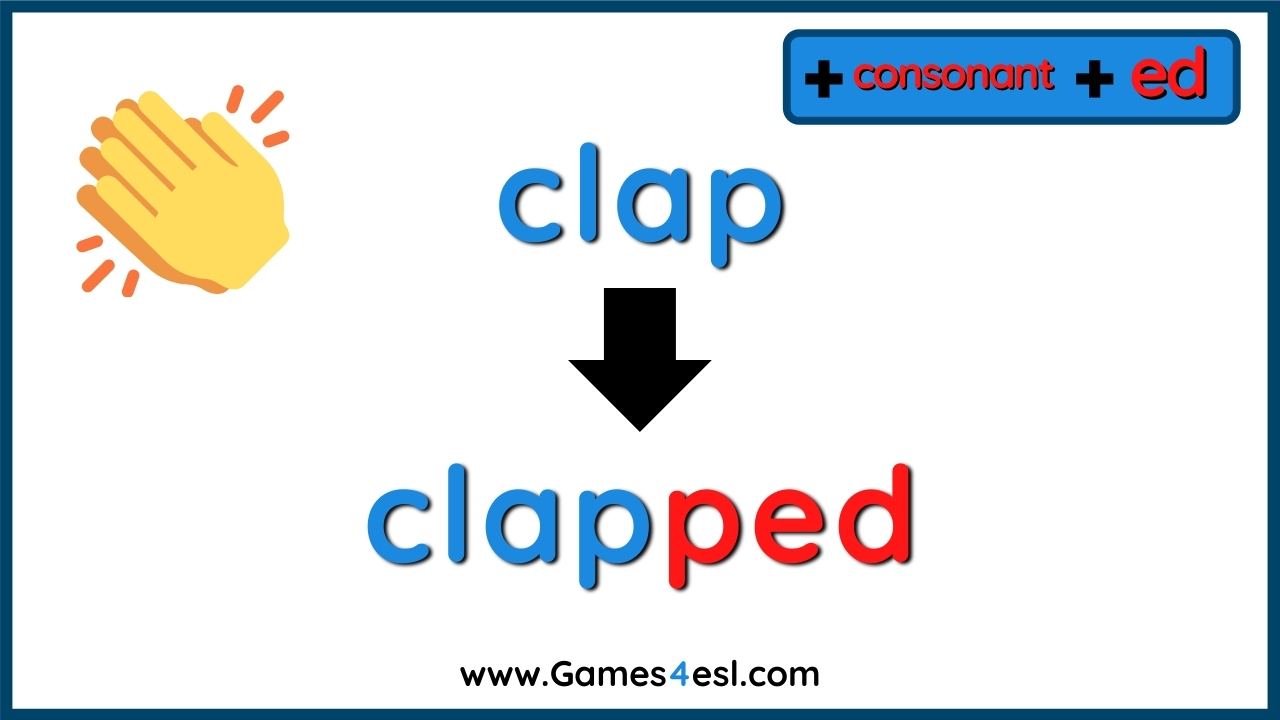 + consonant + ed
clap
clapped
www.Games4esl.com